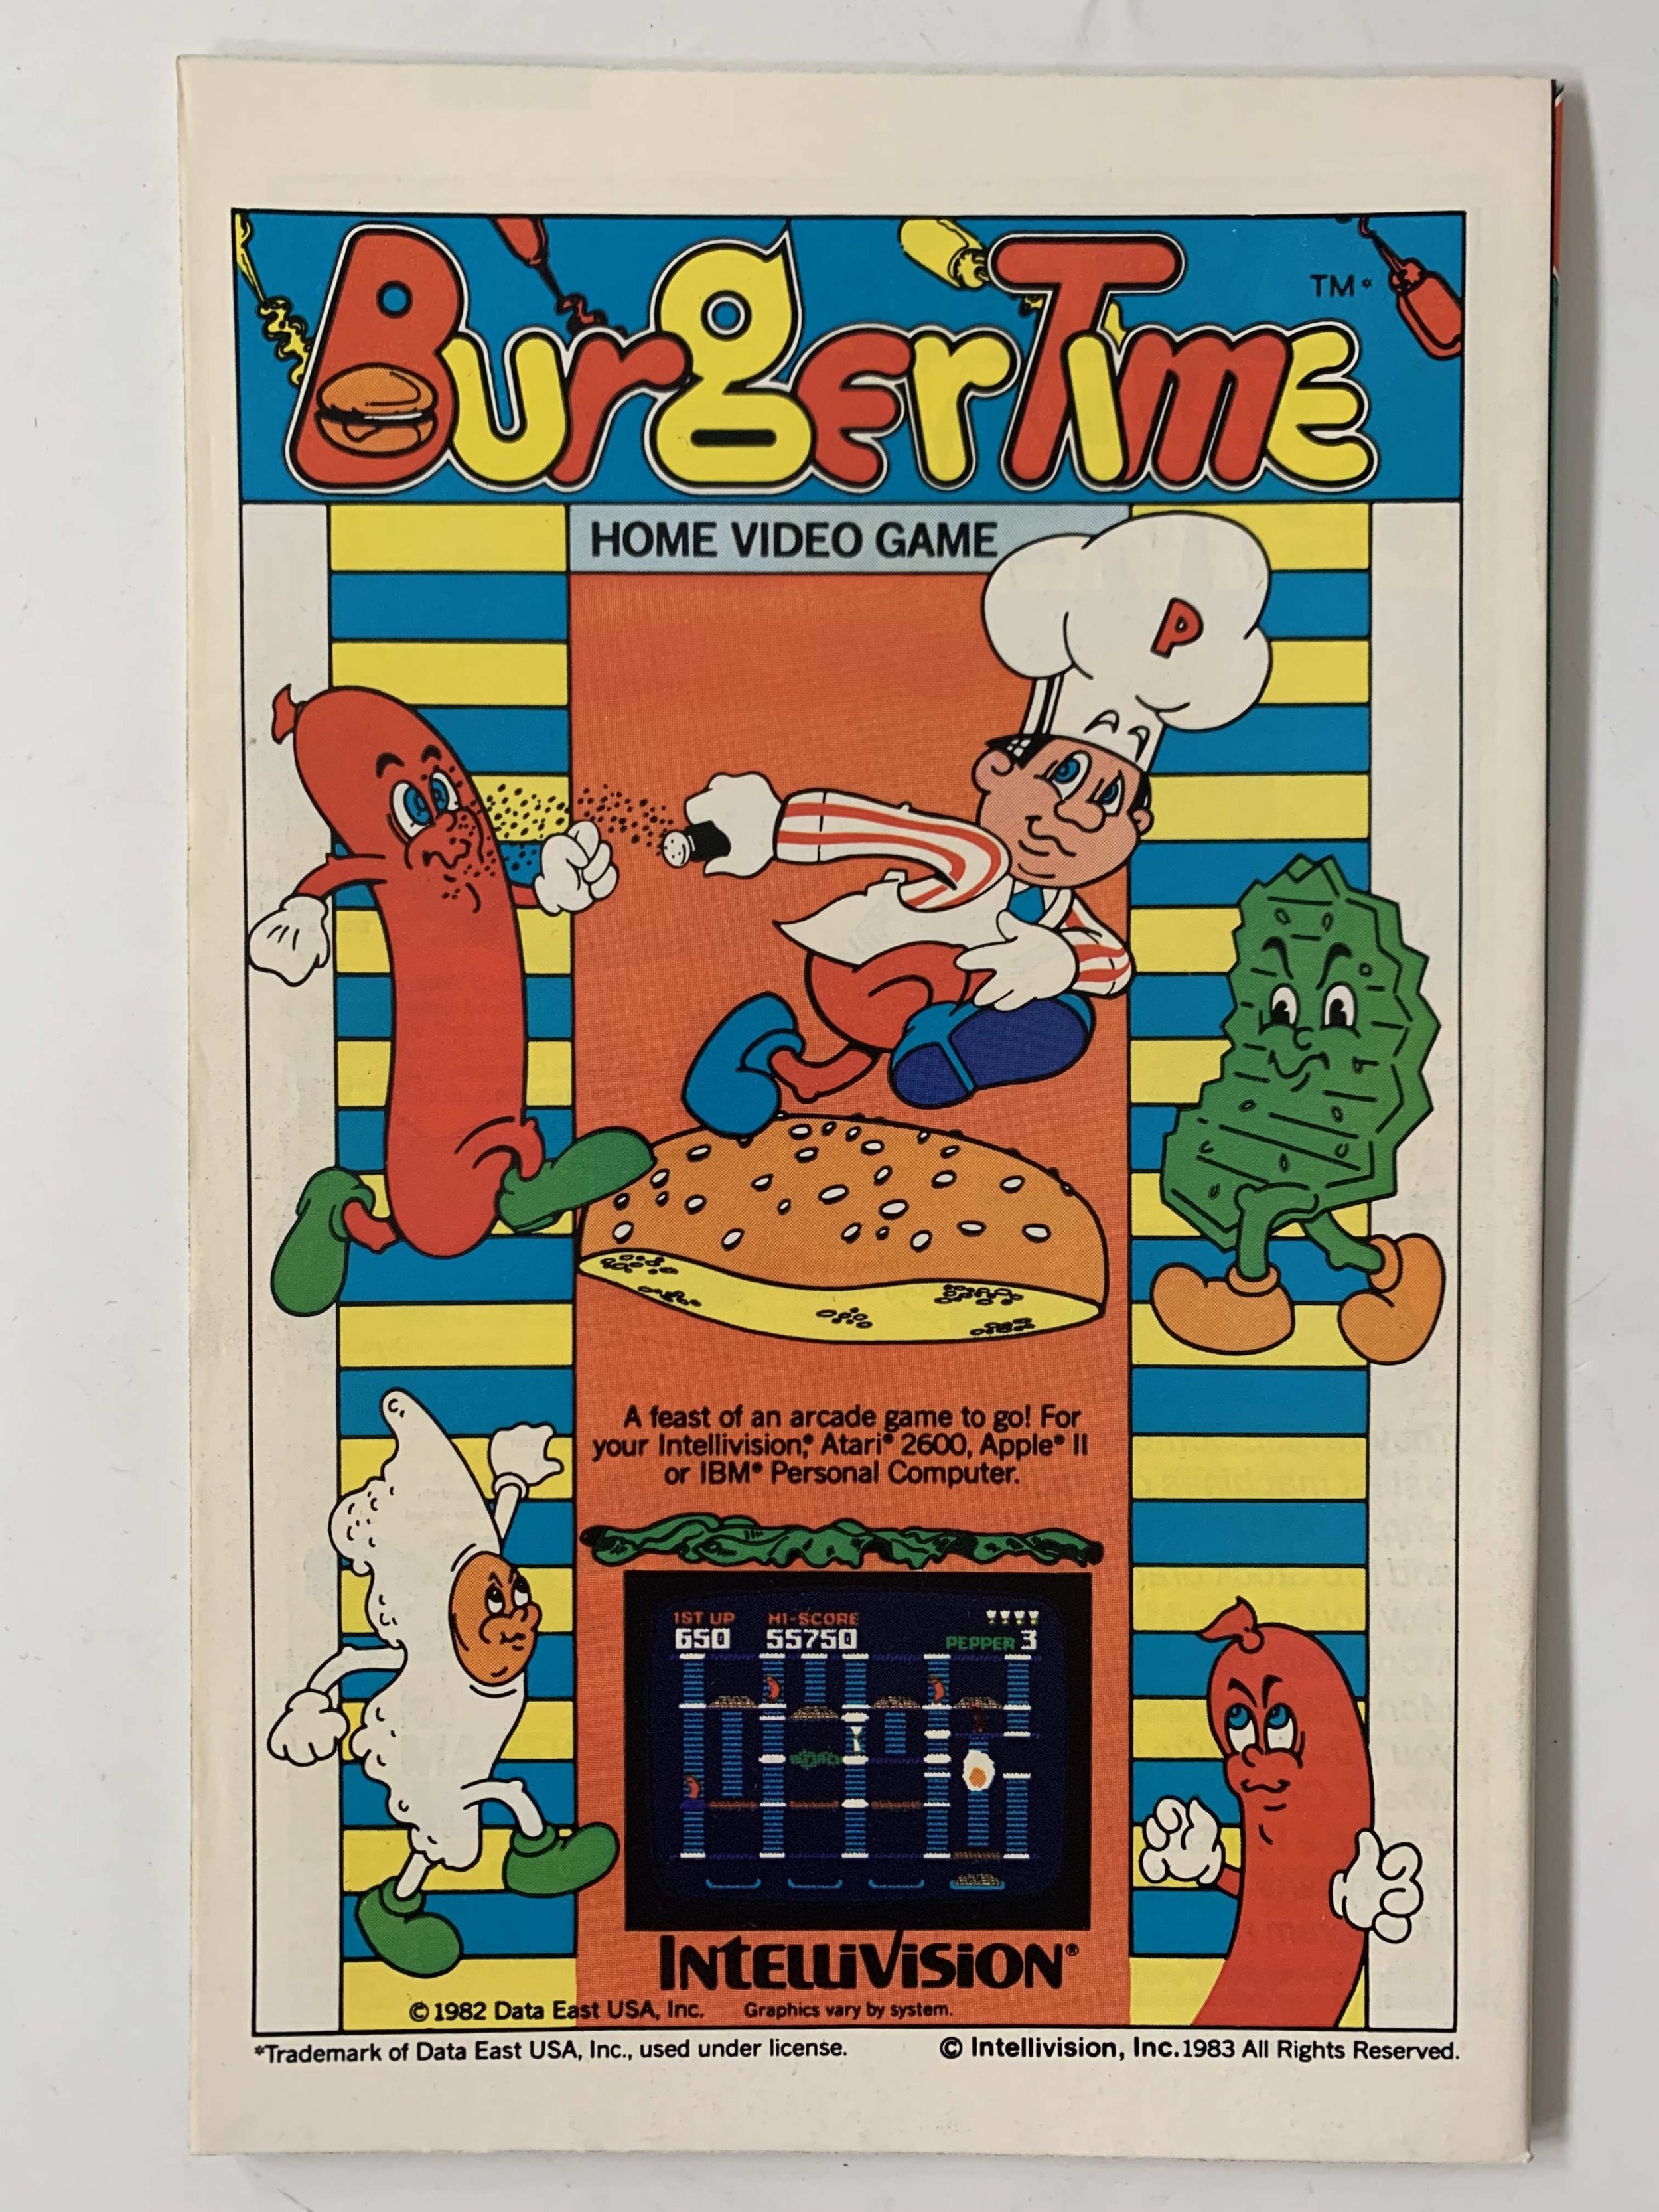 BurgerTime
TM*
HOME VIDEO GAME
P
A feast of an arcade game to go! For
your Intellivision,® Atari® 2600, Apple® II
or IBM® Personal Computer.
1ST UP HI-SCORE
650 55750 PEPPER 3
INTELLIVISION®
© 1982 Data East USA, Inc. Graphics vary by system.
*Trademark of Data East USA, Inc., used under license. © Intellivision, Inc. 1983 All Rights Reserved.